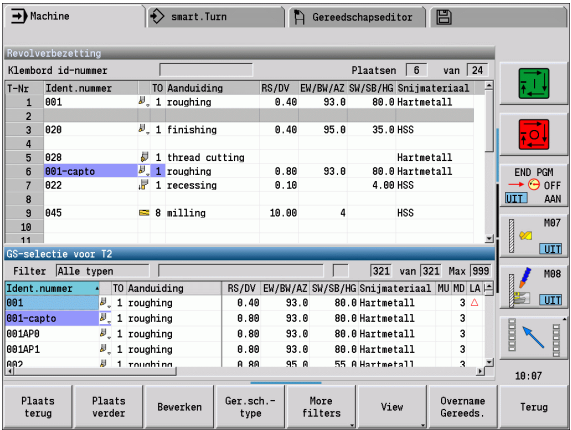 Machine smart.Turn Gereedschapseditor
Revolverbezetting
Klembord id-nummer Plaatsen 6 van 24
T-Nr Ident.nummer TO Aanduiding RS/DV EW/BW/AZ SW/SB/HG Snijmateriaal
1 001 1 roughing 0.40 93.0 80.0 Hartmetall
2
3 020 1 finishing 0.40 95.0 35.0 HSS
4
5 028 1 thread cutting Hartmetall
6 001-capto 1 roughing 0.80 93.0 80.0 Hartmetall
7 022 1 recessing 0.10 4.00 HSS
8
9 045 8 milling 10.00 4 HSS
10
11
GS-selectie voor T2
Filter Alle typen 321 van 321 Max 999
Ident.nummer TO Aanduiding RS/DV EW/BW/AZ SW/SB/HG Snijmateriaal MU MD LA
001 1 roughing 0.40 93.0 80.0 Hartmetall 3
001-capto 1 roughing 0.80 93.0 80.0 Hartmetall 3
001AP0 1 roughing 0.80 93.0 80.0 Hartmetall 3
001AP1 1 roughing 0.80 93.0 80.0 Hartmetall 3
002 1 roughing 0.80 95.0 55.0 Hartmetall 3
END PGM
OFF
UIT AAN
M07
UIT
M08
UIT
10:07
Plaats terug
Plaats verder
Bewerken
Ger.sch.-type
More filters
View
Overname Gereeds.
Terug